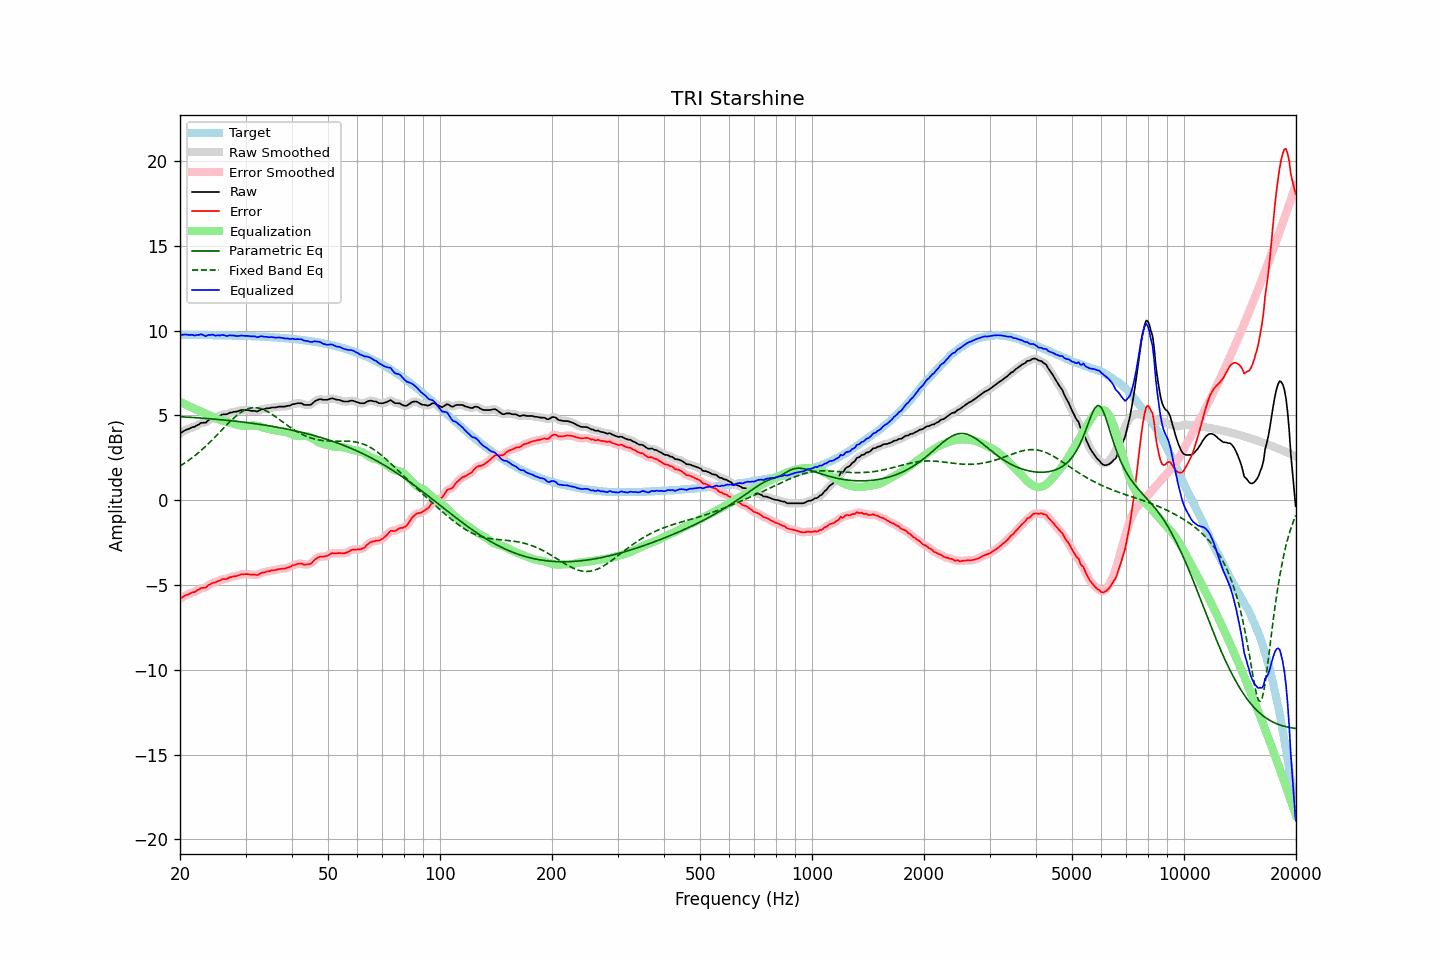 TRI Starshine
Target
Raw Smoothed
Error Smoothed
Raw
Error
Equalization
Parametric Eq
Fixed Band Eq
Equalized
Amplitude (dBr)
20
15
10
5
0
−5
−10
−15
−20
20 50 100 200 500 1000 2000 5000 10000 20000
Frequency (Hz)